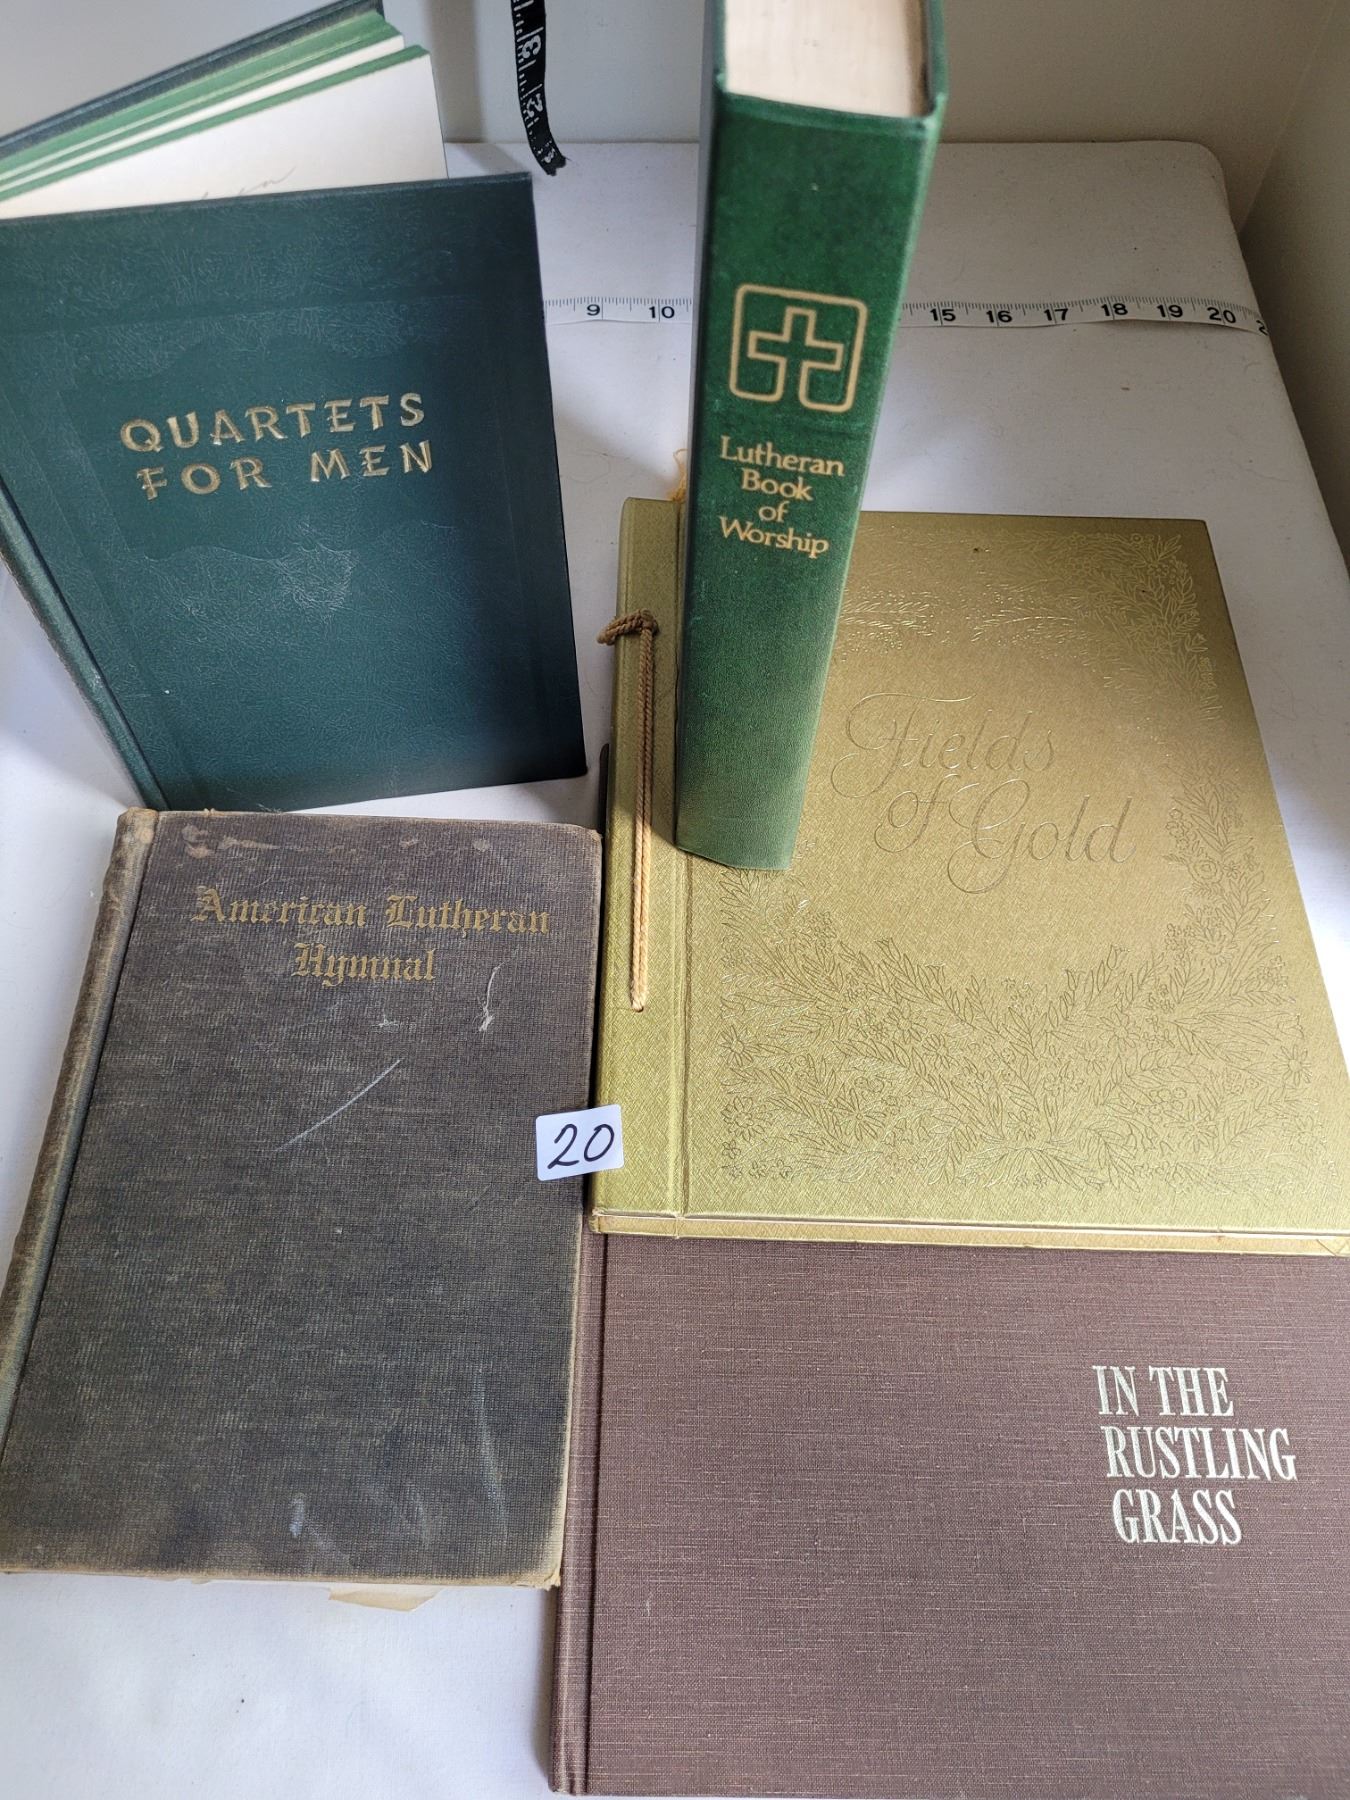 QUARTETS
FOR MEN
Lutheran
Book
of
Worship
9 10 15 16 17 18 19 20
Fields
of Gold
American Lutheran
Hymnal
20
IN THE
RUSTLING
GRASS